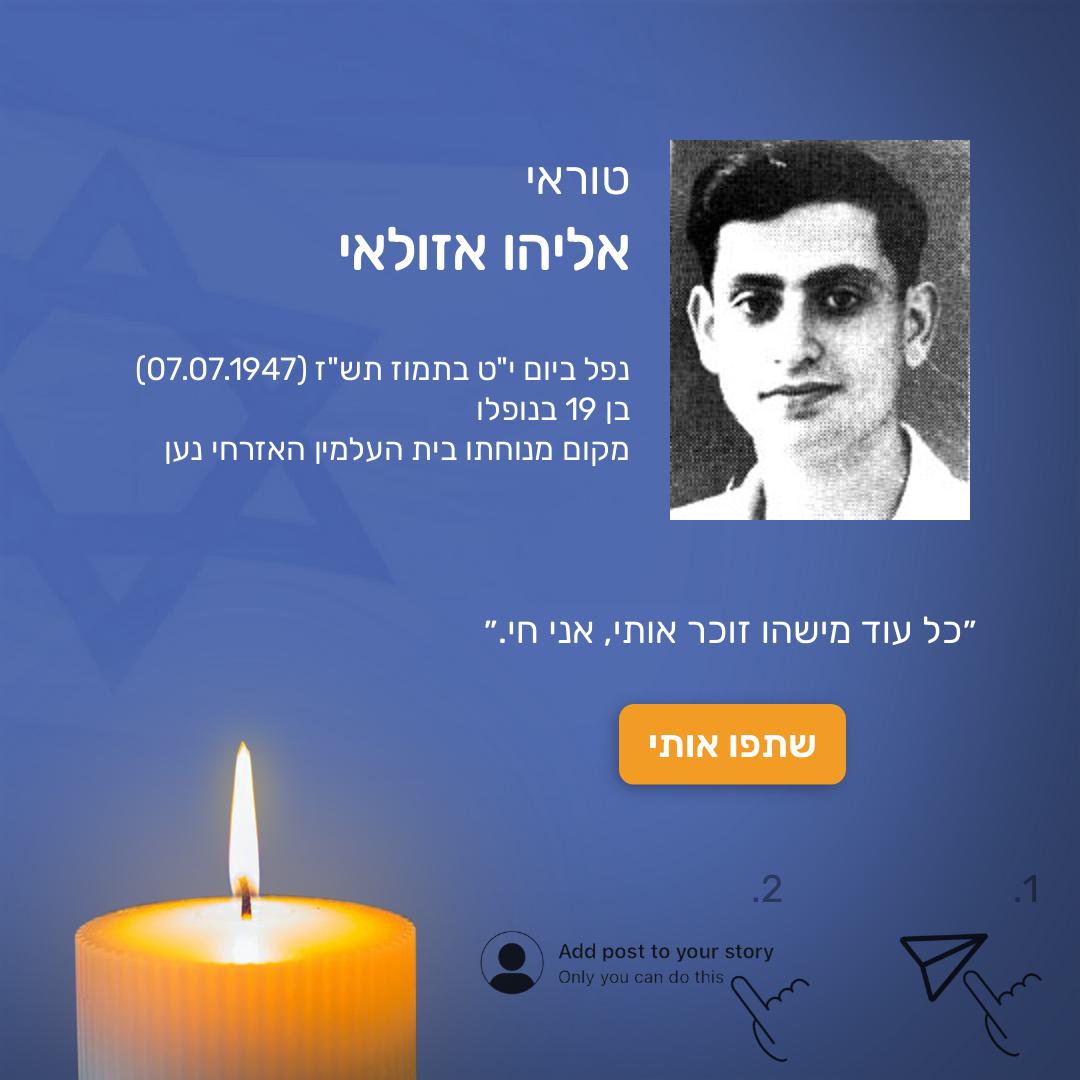 טוראי
אליהו אזולאי
נפל ביום י"ט בתמוז תש"ז (07.07.1947)
בן 19 בנופלו
מקום מנוחתו בית העלמין האזרחי נען
״כל עוד מישהו זוכר אותי, אני חי.״
שתפו אותי
.1
.2
Add post to your story
Only you can do this